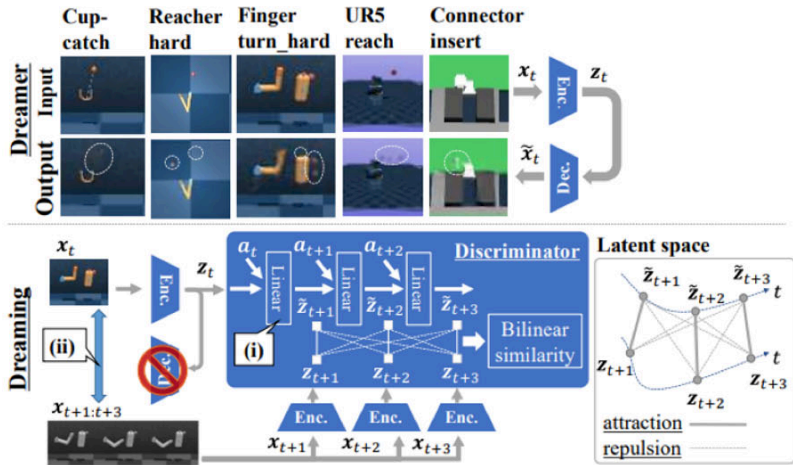 Cup-catch
Reacher hard
Finger turn_hard
UR5 reach
Connector insert
Dreamer
Input
Output
x_t
Enc.
z_t
x̃_t
Dec.
Dreaming
x_t
Enc.
z_t
Dec.
(ii)
x_{t+1:t+3}
a_t
a_{t+1}
a_{t+2}
Discriminator
Linear
Linear
Linear
z̃_{t+1}
z̃_{t+2}
z̃_{t+3}
(i)
Bilinear similarity
z_{t+1}
z_{t+2}
z_{t+3}
Enc.
Enc.
Enc.
x_{t+1}
x_{t+2}
x_{t+3}
Latent space
z̃_{t+1}
z̃_{t+2}
z̃_{t+3}
t
z_{t+1}
z_{t+2}
z_{t+3}
t
attraction
repulsion